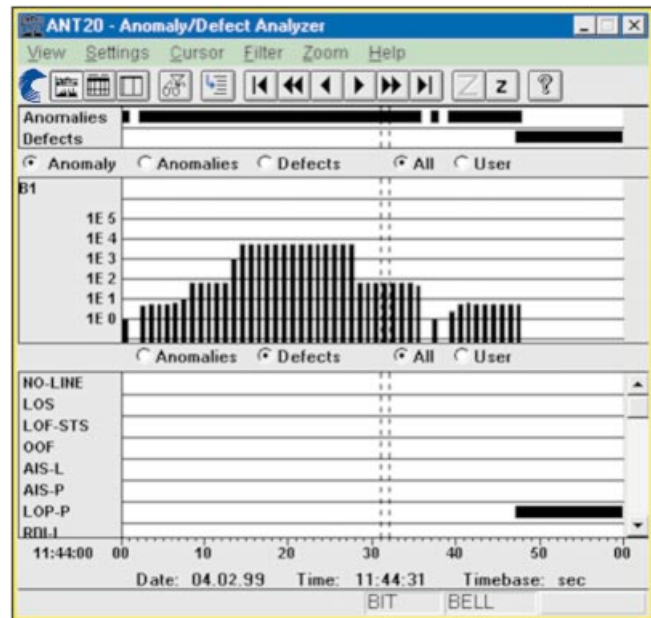 ANT20 - Anomaly/Defect Analyzer
View Settings Cursor Filter Zoom Help
Z z ?
Anomalies
Defects
Anomaly Anomalies Defects All User
B1
1E 5
1E 4
1E 3
1E 2
1E 1
1E 0
Anomalies Defects All User
NO-LINE
LOS
LOF-STS
OOF
AIS-L
AIS-P
LOP-P
RDI-L
11:44:00 00 10 20 30 40 50 00
Date: 04.02.99 Time: 11:44:31 Timebase: sec
BIT BELL